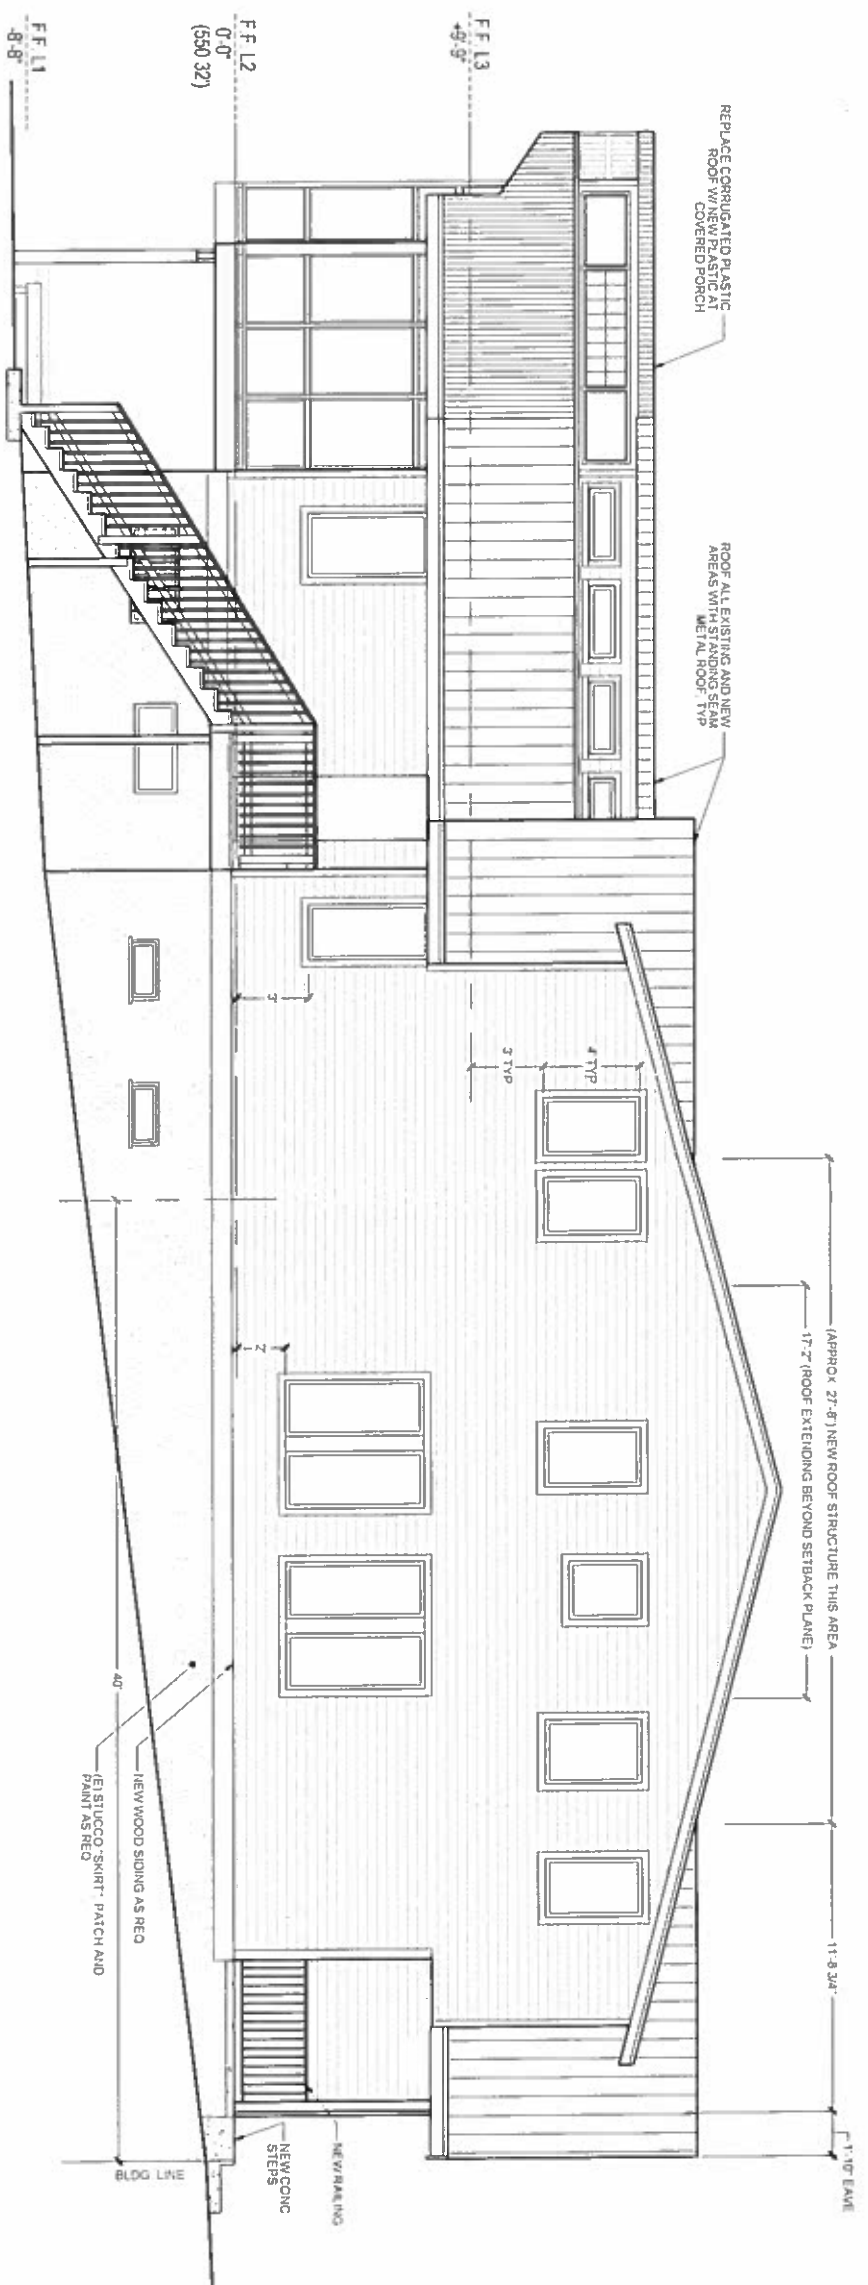 REPLACE CORRUGATED PLASTIC
ROOF W/ NEW PLASTIC AT
COVERED PORCH
ROOF ALL EXISTING AND NEW
AREAS WITH STANDING SEAM
METAL ROOF, TYP
(APPROX 27'-8") NEW ROOF STRUCTURE THIS AREA
11'-8 3/4"
1'-10" EAVE
17'-2" (ROOF EXTENDING BEYOND SETBACK PLANE)
F.F. L3
+9'-9"
4' TYP
3' TYP
F.F. L2
0'-0"
(550.32')
3'
2'
F.F. L1
-8'-8"
NEW RAILING
NEW CONC
STEPS
NEW WOOD SIDING AS REQ
(E) STUCCO "SKIRT". PATCH AND
PAINT AS REQ
40'
BLDG. LINE